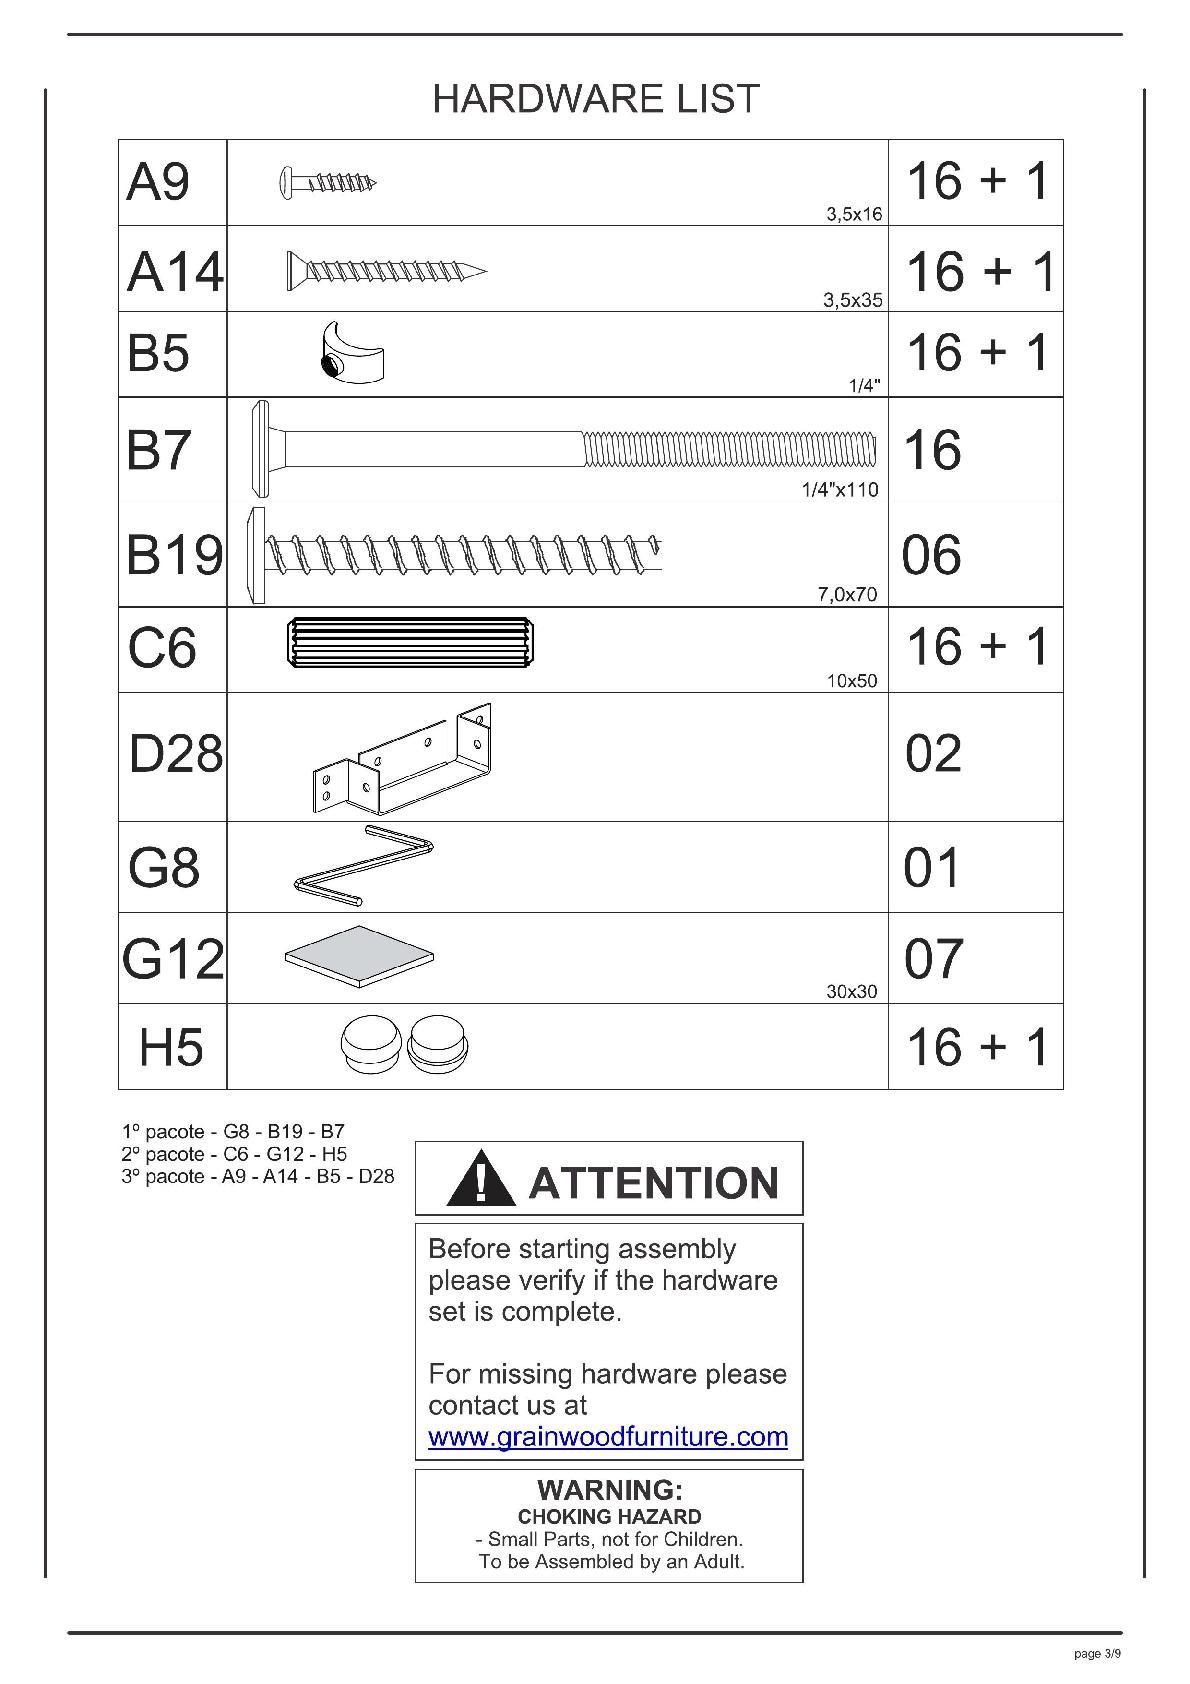 HARDWARE LIST
A9 3,5x16 16 + 1
A14 3,5x35 16 + 1
B5 1/4" 16 + 1
B7 1/4"x110 16
B19 7,0x70 06
C6 10x50 16 + 1
D28 02
G8 01
G12 30x30 07
H5 16 + 1
1º pacote - G8 - B19 - B7
2º pacote - C6 - G12 - H5
3º pacote - A9 - A14 - B5 - D28
! ATTENTION
Before starting assembly
please verify if the hardware
set is complete.
For missing hardware please
contact us at
www.grainwoodfurniture.com
WARNING:
CHOKING HAZARD
- Small Parts, not for Children.
To be Assembled by an Adult.
page 3/9